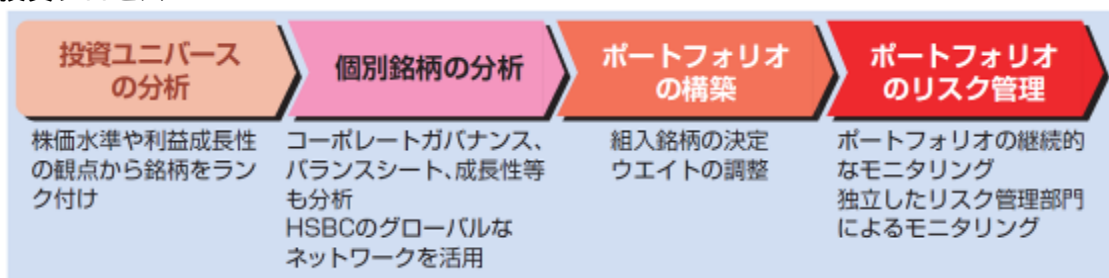 投資ユニバース
の分析
個別銘柄の分析
ポートフォリオ
の構築
ポートフォリオ
のリスク管理
株価水準や利益成長性
の観点から銘柄をラン
ク付け
コーポレートガバナンス、
バランスシート、成長性等
も分析
HSBCのグローバルな
ネットワークを活用
組入銘柄の決定
ウエイトの調整
ポートフォリオの継続的
なモニタリング
独立したリスク管理部門
によるモニタリング